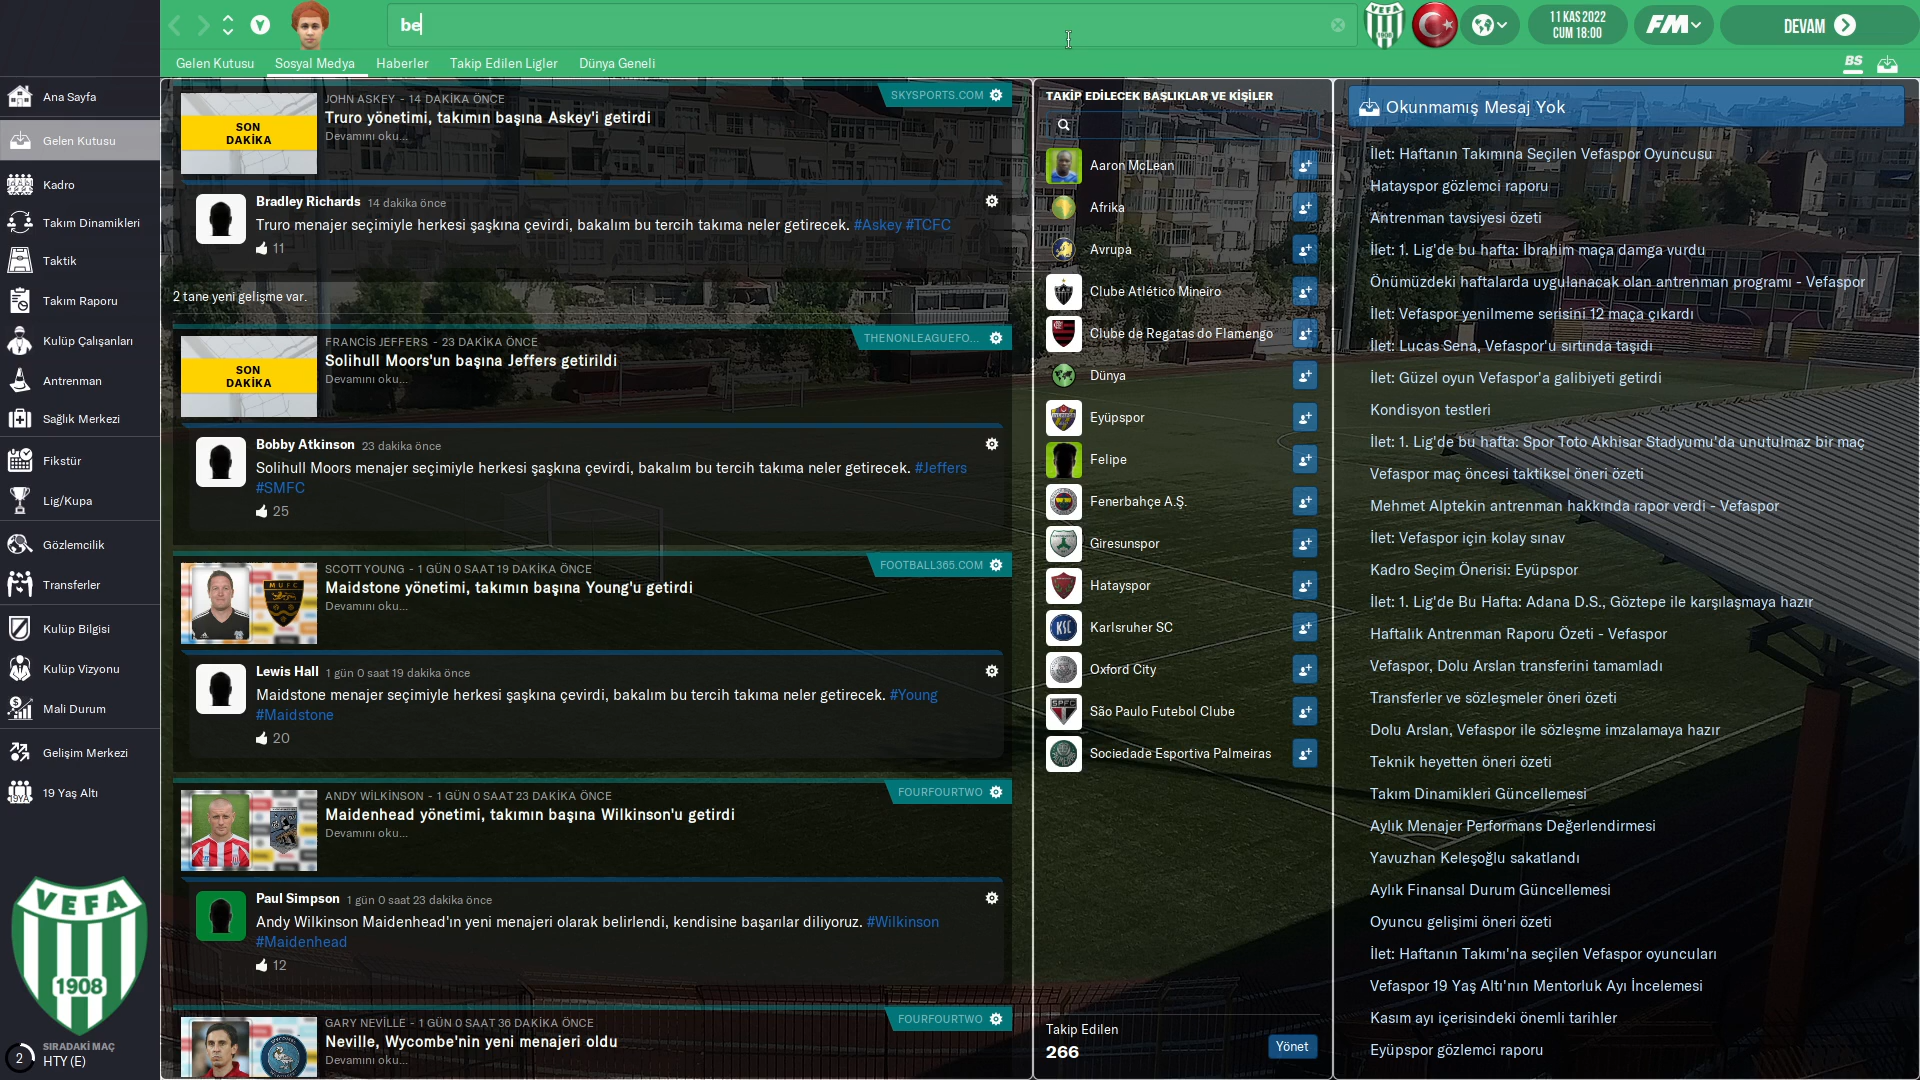 be
VEFA
1908
11 KAS 2022
CUM 18:00
FM
DEVAM
Gelen Kutusu
Sosyal Medya
Haberler
Takip Edilen Ligler
Dünya Geneli
BS
Ana Sayfa
Gelen Kutusu
Kadro
Takım Dinamikleri
Taktik
Takım Raporu
Kulüp Çalışanları
Antrenman
Sağlık Merkezi
Fikstür
Lig/Kupa
Gözlemcilik
Transferler
Kulüp Bilgisi
Kulüp Vizyonu
Mali Durum
Gelişim Merkezi
19 Yaş Altı
VEFA
1908
2
SIRADAKİ MAÇ
HTY (E)
SON
DAKİKA
JOHN ASKEY - 14 DAKİKA ÖNCE
SKYSPORTS.COM
Truro yönetimi, takımın başına Askey'i getirdi
Devamını oku...
Bradley Richards 14 dakika önce
Truro menajer seçimiyle herkesi şaşkına çevirdi, bakalım bu tercih takıma neler getirecek. #Askey #TCFC
11
2 tane yeni gelişme var.
SON
DAKİKA
FRANCİS JEFFERS - 23 DAKİKA ÖNCE
THENONLEAGUEFO...
Solihull Moors'un başına Jeffers getirildi
Devamını oku...
Bobby Atkinson 23 dakika önce
Solihull Moors menajer seçimiyle herkesi şaşkına çevirdi, bakalım bu tercih takıma neler getirecek. #Jeffers
#SMFC
25
MUFC
SCOTT YOUNG - 1 GÜN 0 SAAT 19 DAKİKA ÖNCE
FOOTBALL365.COM
Maidstone yönetimi, takımın başına Young'u getirdi
Devamını oku...
Lewis Hall 1 gün 0 saat 19 dakika önce
Maidstone menajer seçimiyle herkesi şaşkına çevirdi, bakalım bu tercih takıma neler getirecek. #Young
#Maidstone
20
ANDY WİLKİNSON - 1 GÜN 0 SAAT 23 DAKİKA ÖNCE
FOURFOURTWO
Maidenhead yönetimi, takımın başına Wilkinson'u getirdi
Devamını oku...
Paul Simpson 1 gün 0 saat 23 dakika önce
Andy Wilkinson Maidenhead'ın yeni menajeri olarak belirlendi, kendisine başarılar diliyoruz. #Wilkinson
#Maidenhead
12
GARY NEVİLLE - 1 GÜN 0 SAAT 36 DAKİKA ÖNCE
FOURFOURTWO
Neville, Wycombe'nin yeni menajeri oldu
Devamını oku...
TAKİP EDİLECEK BAŞLIKLAR VE KİŞİLER
Aaron McLean
Afrika
Avrupa
Clube Atlético Mineiro
Clube de Regatas do Flamengo
Dünya
Eyüpspor
Felipe
Fenerbahçe A.Ş.
Giresunspor
Hatayspor
KSC
Karlsruher SC
Oxford City
SPFC
São Paulo Futebol Clube
Sociedade Esportiva Palmeiras
Takip Edilen
266
Yönet
Okunmamış Mesaj Yok
İlet: Haftanın Takımına Seçilen Vefaspor Oyuncusu
Hatayspor gözlemci raporu
Antrenman tavsiyesi özeti
İlet: 1. Lig'de bu hafta: İbrahim maça damga vurdu
Önümüzdeki haftalarda uygulanacak olan antrenman programı - Vefaspor
İlet: Vefaspor yenilmeme serisini 12 maça çıkardı
İlet: Lucas Sena, Vefaspor'u sırtında taşıdı
İlet: Güzel oyun Vefaspor'a galibiyeti getirdi
Kondisyon testleri
İlet: 1. Lig'de bu hafta: Spor Toto Akhisar Stadyumu'da unutulmaz bir maç
Vefaspor maç öncesi taktiksel öneri özeti
Mehmet Alptekin antrenman hakkında rapor verdi - Vefaspor
İlet: Vefaspor için kolay sınav
Kadro Seçim Önerisi: Eyüpspor
İlet: 1. Lig'de Bu Hafta: Adana D.S., Göztepe ile karşılaşmaya hazır
Haftalık Antrenman Raporu Özeti - Vefaspor
Vefaspor, Dolu Arslan transferini tamamladı
Transferler ve sözleşmeler öneri özeti
Dolu Arslan, Vefaspor ile sözleşme imzalamaya hazır
Teknik heyetten öneri özeti
Takım Dinamikleri Güncellemesi
Aylık Menajer Performans Değerlendirmesi
Yavuzhan Keleşoğlu sakatlandı
Aylık Finansal Durum Güncellemesi
Oyuncu gelişimi öneri özeti
İlet: Haftanın Takımı'na seçilen Vefaspor oyuncuları
Vefaspor 19 Yaş Altı'nın Mentorluk Ayı İncelemesi
Kasım ayı içerisindeki önemli tarihler
Eyüpspor gözlemci raporu